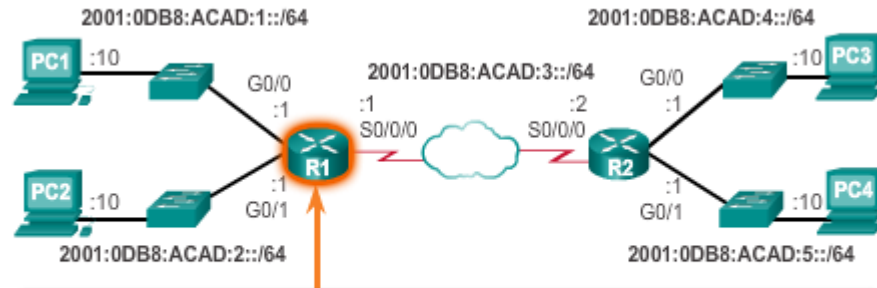 2001:0DB8:ACAD:1::/64
2001:0DB8:ACAD:4::/64
PC1
:10
G0/0
:1
2001:0DB8:ACAD:3::/64
:1
S0/0/0
:2
S0/0/0
G0/0
:1
:10
PC3
R1
R2
PC2
:10
:1
G0/1
:1
G0/1
:10
PC4
2001:0DB8:ACAD:2::/64
2001:0DB8:ACAD:5::/64